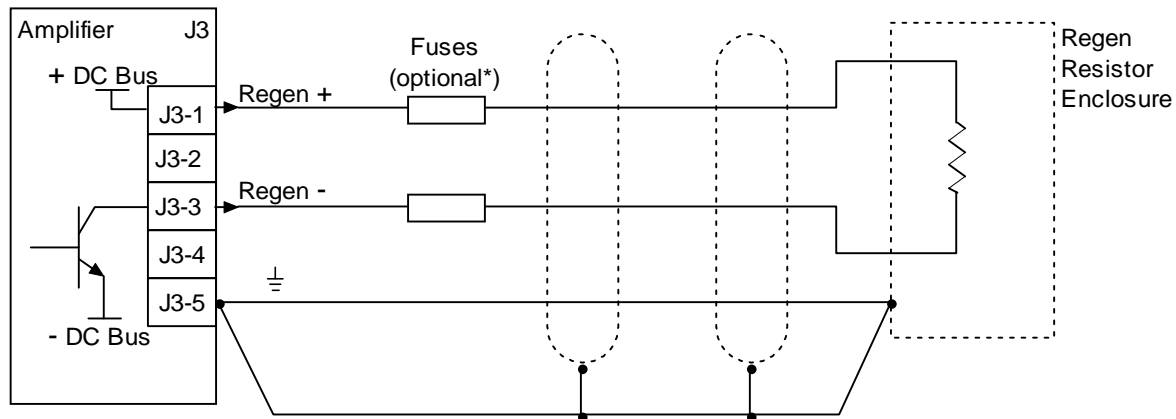 Amplifier J3
+ DC Bus
J3-1
J3-2
J3-3
J3-4
J3-5
- DC Bus
Regen +
Regen -
Fuses
(optional*)
Regen
Resistor
Enclosure